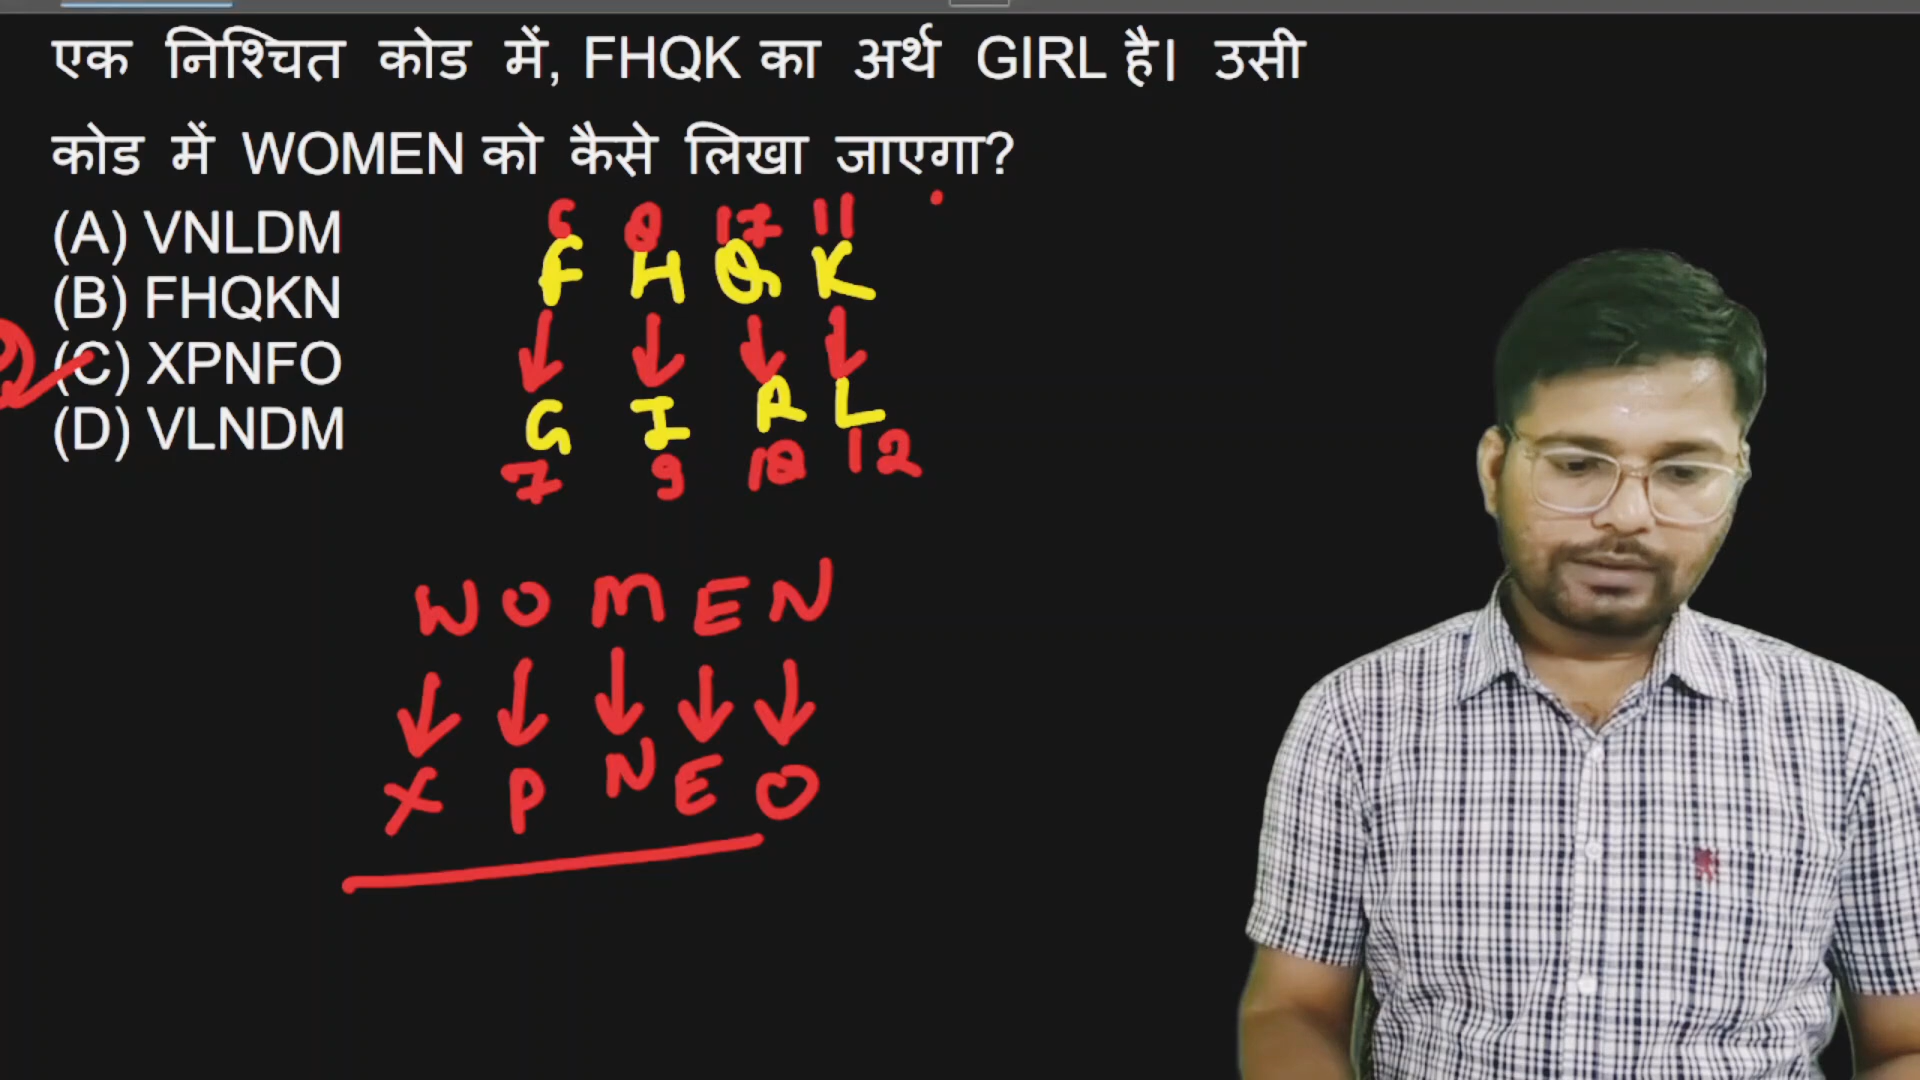 एक निश्चित कोड में, FHQK का अर्थ GIRL है। उसी
कोड में WOMEN को कैसे लिखा जाएगा?
(A) VNLDM
(B) FHQKN
(C) XPNFO
(D) VLNDM
6 8 17 11
F H Q K
G I R L
7 9 18 12
W O M E N
X P N E O